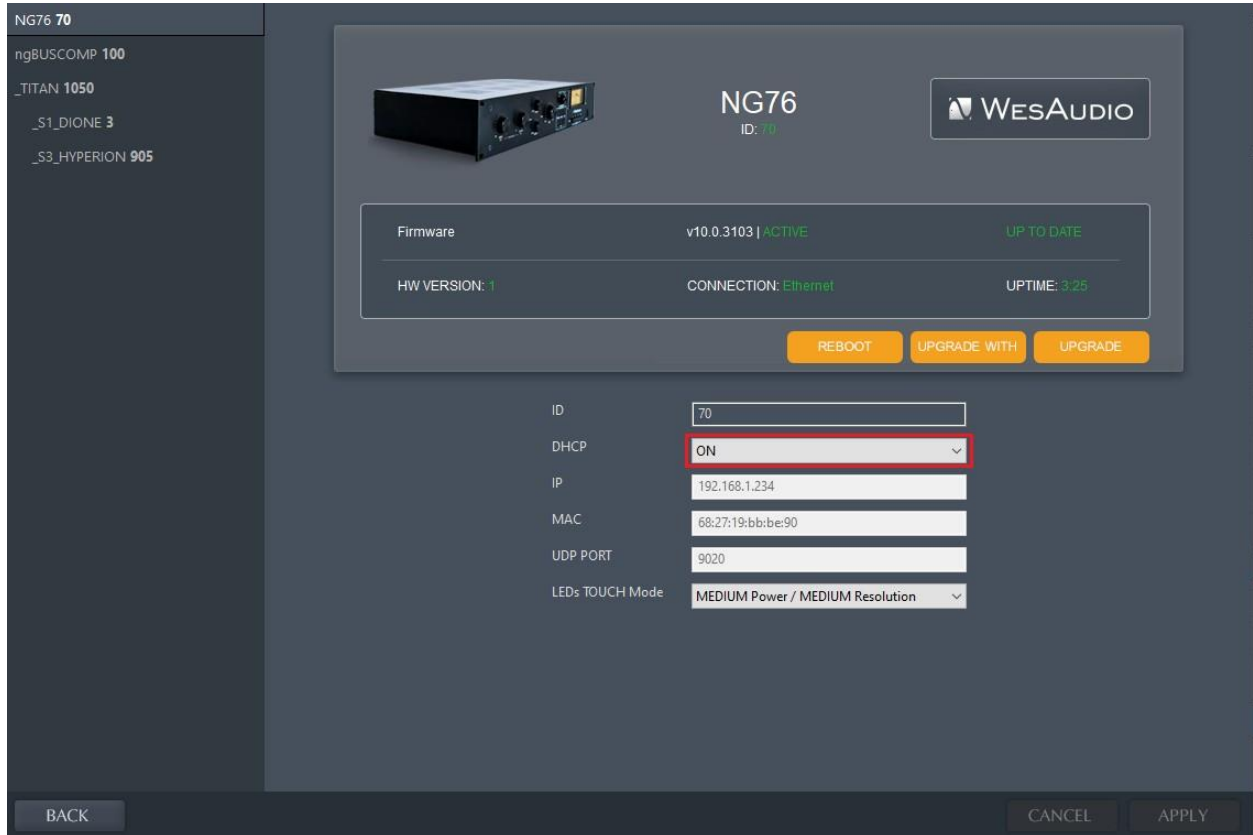 NG76 70
ngBUSCOMP 100
_TITAN 1050
_S1_DIONE 3
_S3_HYPERION 905
NG76
ID: 70
WESAUDIO
Firmware
v10.0.3103 | ACTIVE
UP TO DATE
HW VERSION: 1
CONNECTION: Ethernet
UPTIME: 3:25
REBOOT
UPGRADE WITH
UPGRADE
ID
70
DHCP
ON
IP
192.168.1.234
MAC
68:27:19:bb:be:90
UDP PORT
9020
LEDs TOUCH Mode
MEDIUM Power / MEDIUM Resolution
BACK
CANCEL
APPLY